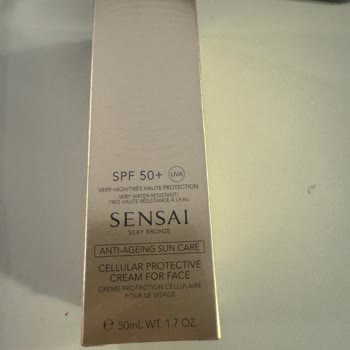 SPF 50+ UVA
VERY HIGH/TRÈS HAUTE PROTECTION
VERY WATER-RESISTANT/
TRÈS HAUTE RÉSISTANCE À L'EAU
SENSAI
SILKY BRONZE
ANTI-AGEING SUN CARE
CELLULAR PROTECTIVE
CREAM FOR FACE
CRÈME PROTECTION CELLULAIRE
POUR LE VISAGE
e 50mL WT. 1.7 OZ.